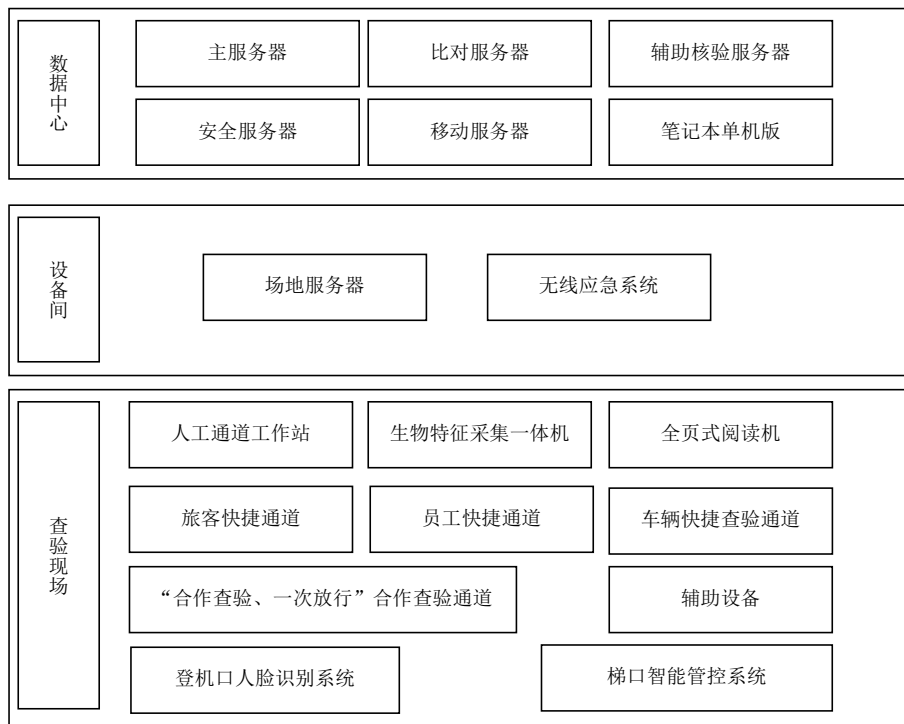 数据中心
主服务器
比对服务器
辅助核验服务器
安全服务器
移动服务器
笔记本单机版
设备间
场地服务器
无线应急系统
查验现场
人工通道工作站
生物特征采集一体机
全页式阅读机
旅客快捷通道
员工快捷通道
车辆快捷查验通道
“合作查验、一次放行”合作查验通道
辅助设备
登机口人脸识别系统
梯口智能管控系统